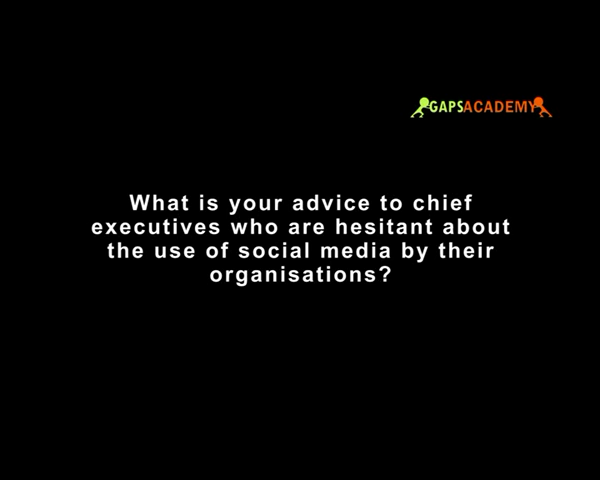 GAPSACADEMY
What is your advice to chief
executives who are hesitant about
the use of social media by their
organisations?